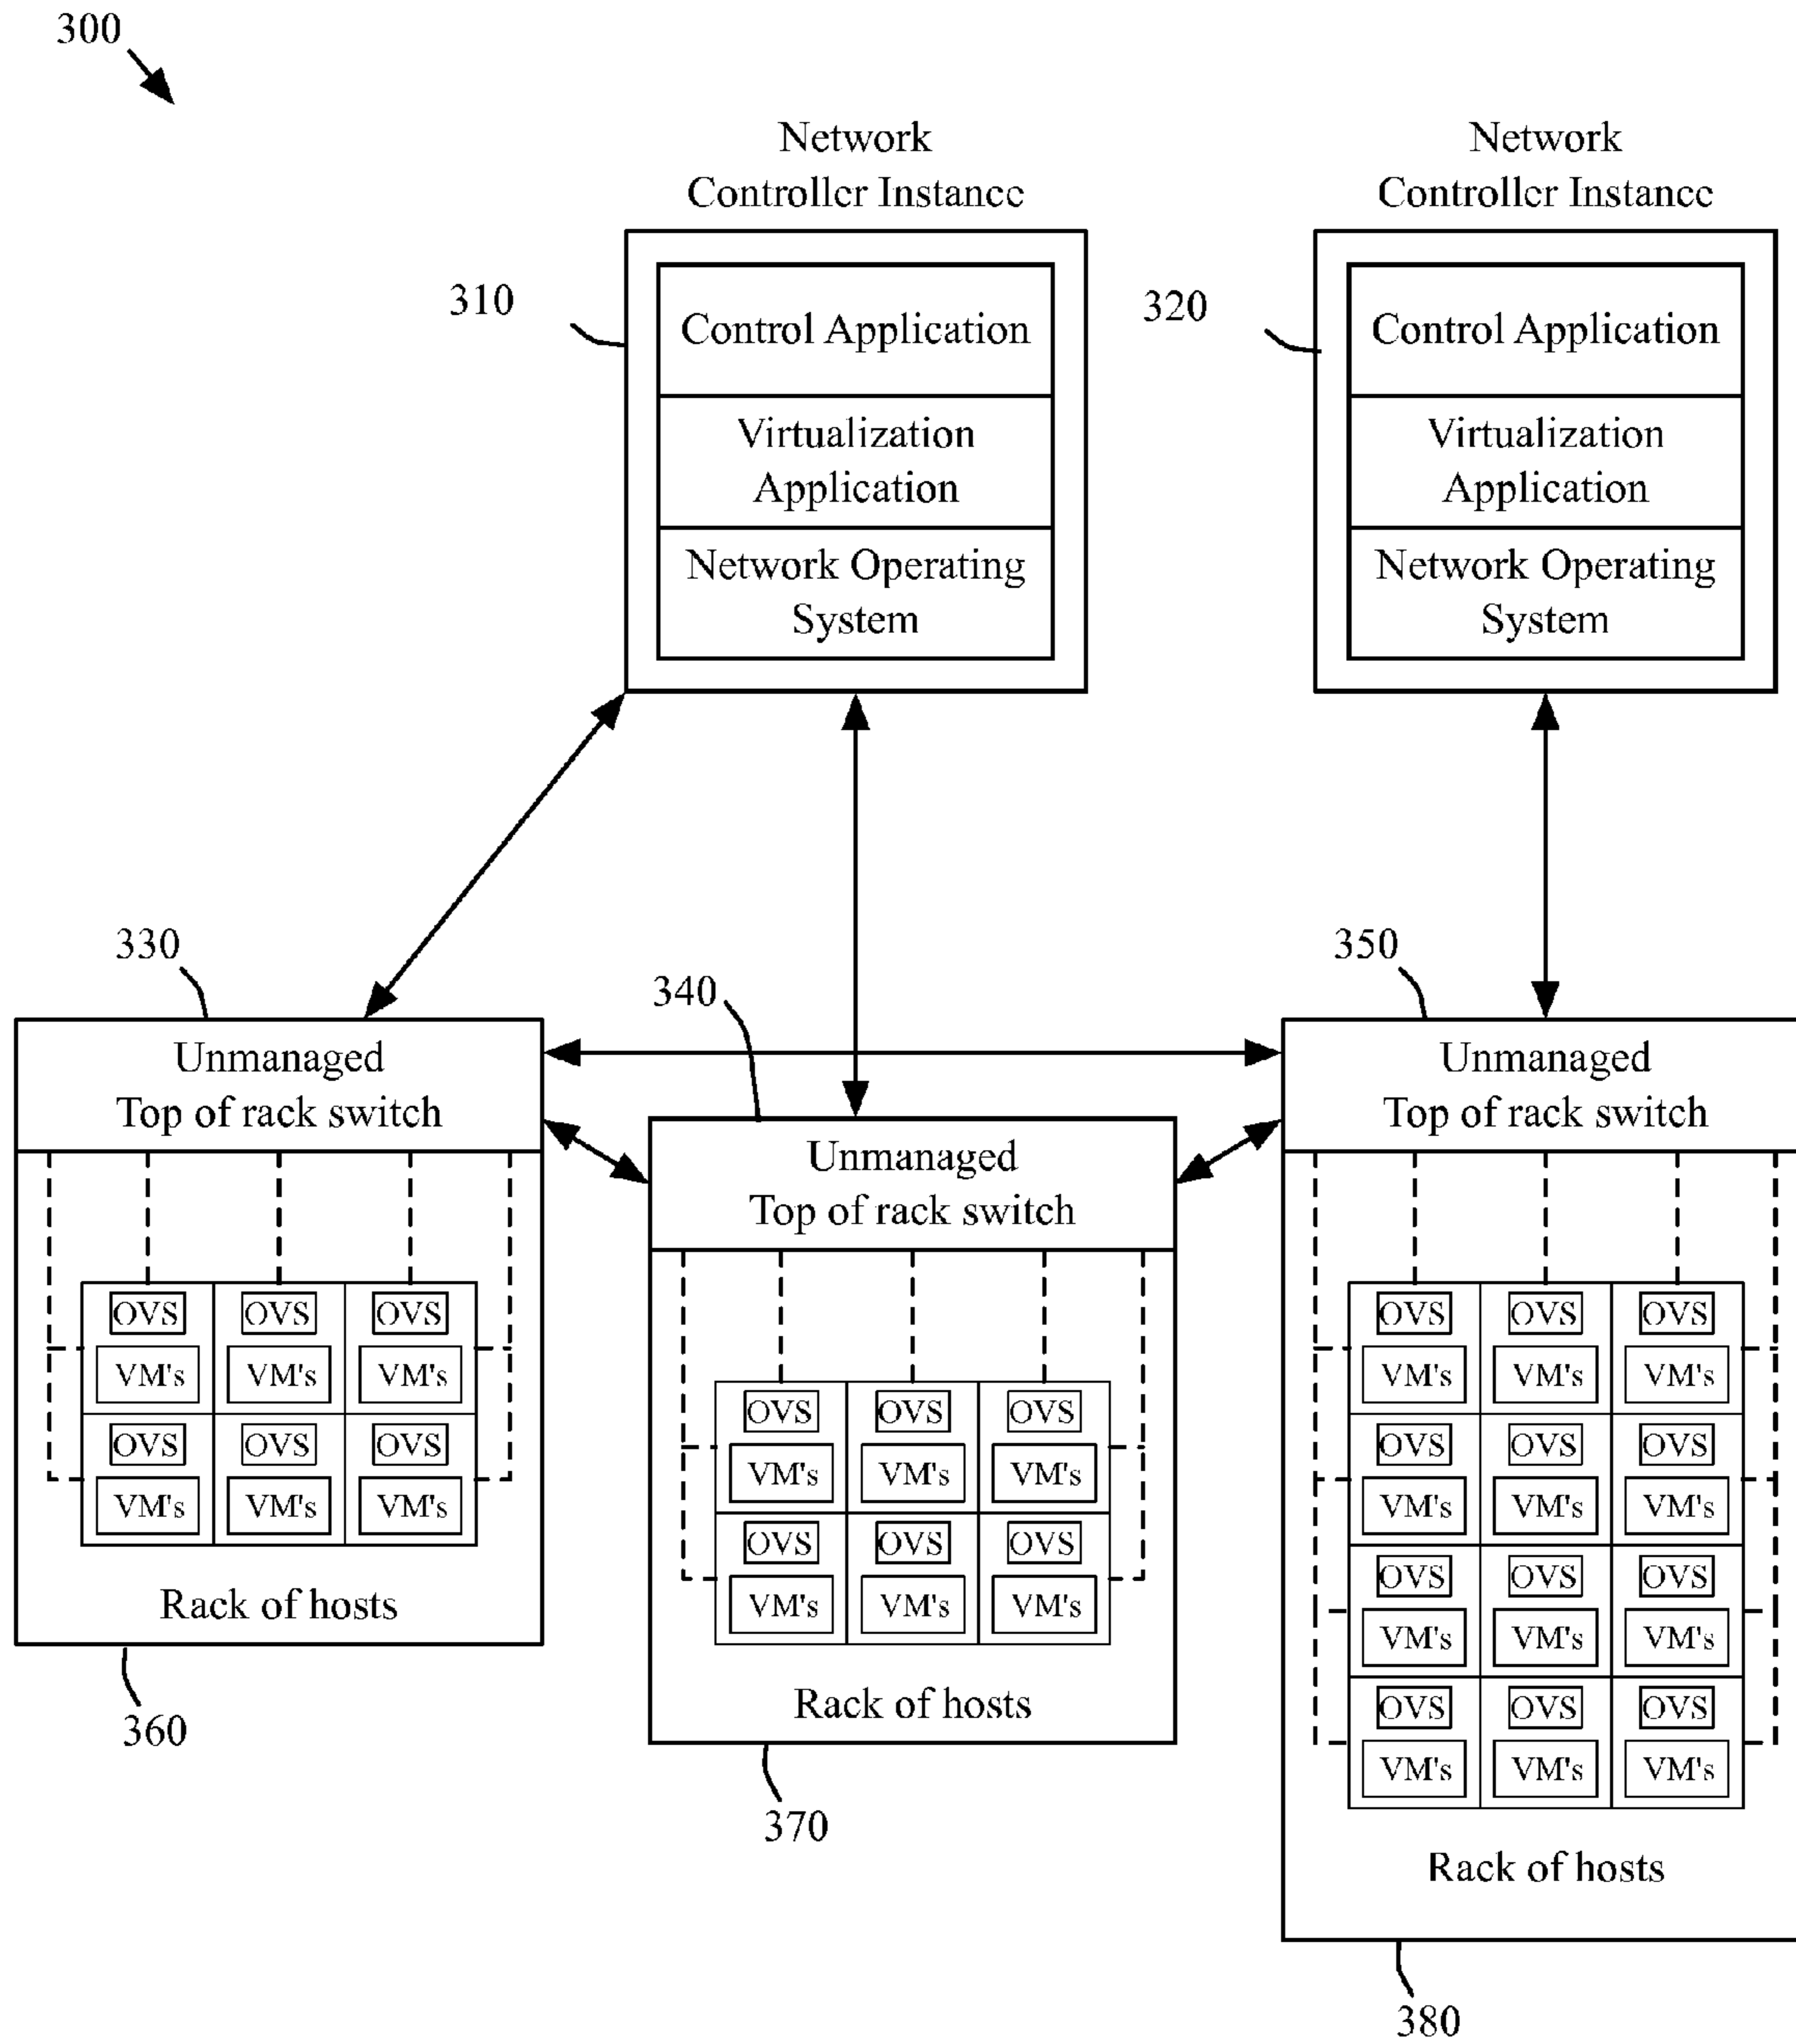 300
Network
Controller Instance
Network
Controller Instance
310
320
Control Application
Virtualization
Application
Network Operating
System
Control Application
Virtualization
Application
Network Operating
System
330
340
350
Unmanaged
Top of rack switch
Unmanaged
Top of rack switch
Unmanaged
Top of rack switch
OVS OVS OVS
VM's VM's VM's
OVS OVS OVS
VM's VM's VM's
Rack of hosts
360
OVS OVS OVS
VM's VM's VM's
OVS OVS OVS
VM's VM's VM's
Rack of hosts
370
OVS OVS OVS
VM's VM's VM's
OVS OVS OVS
VM's VM's VM's
OVS OVS OVS
VM's VM's VM's
OVS OVS OVS
VM's VM's VM's
Rack of hosts
380